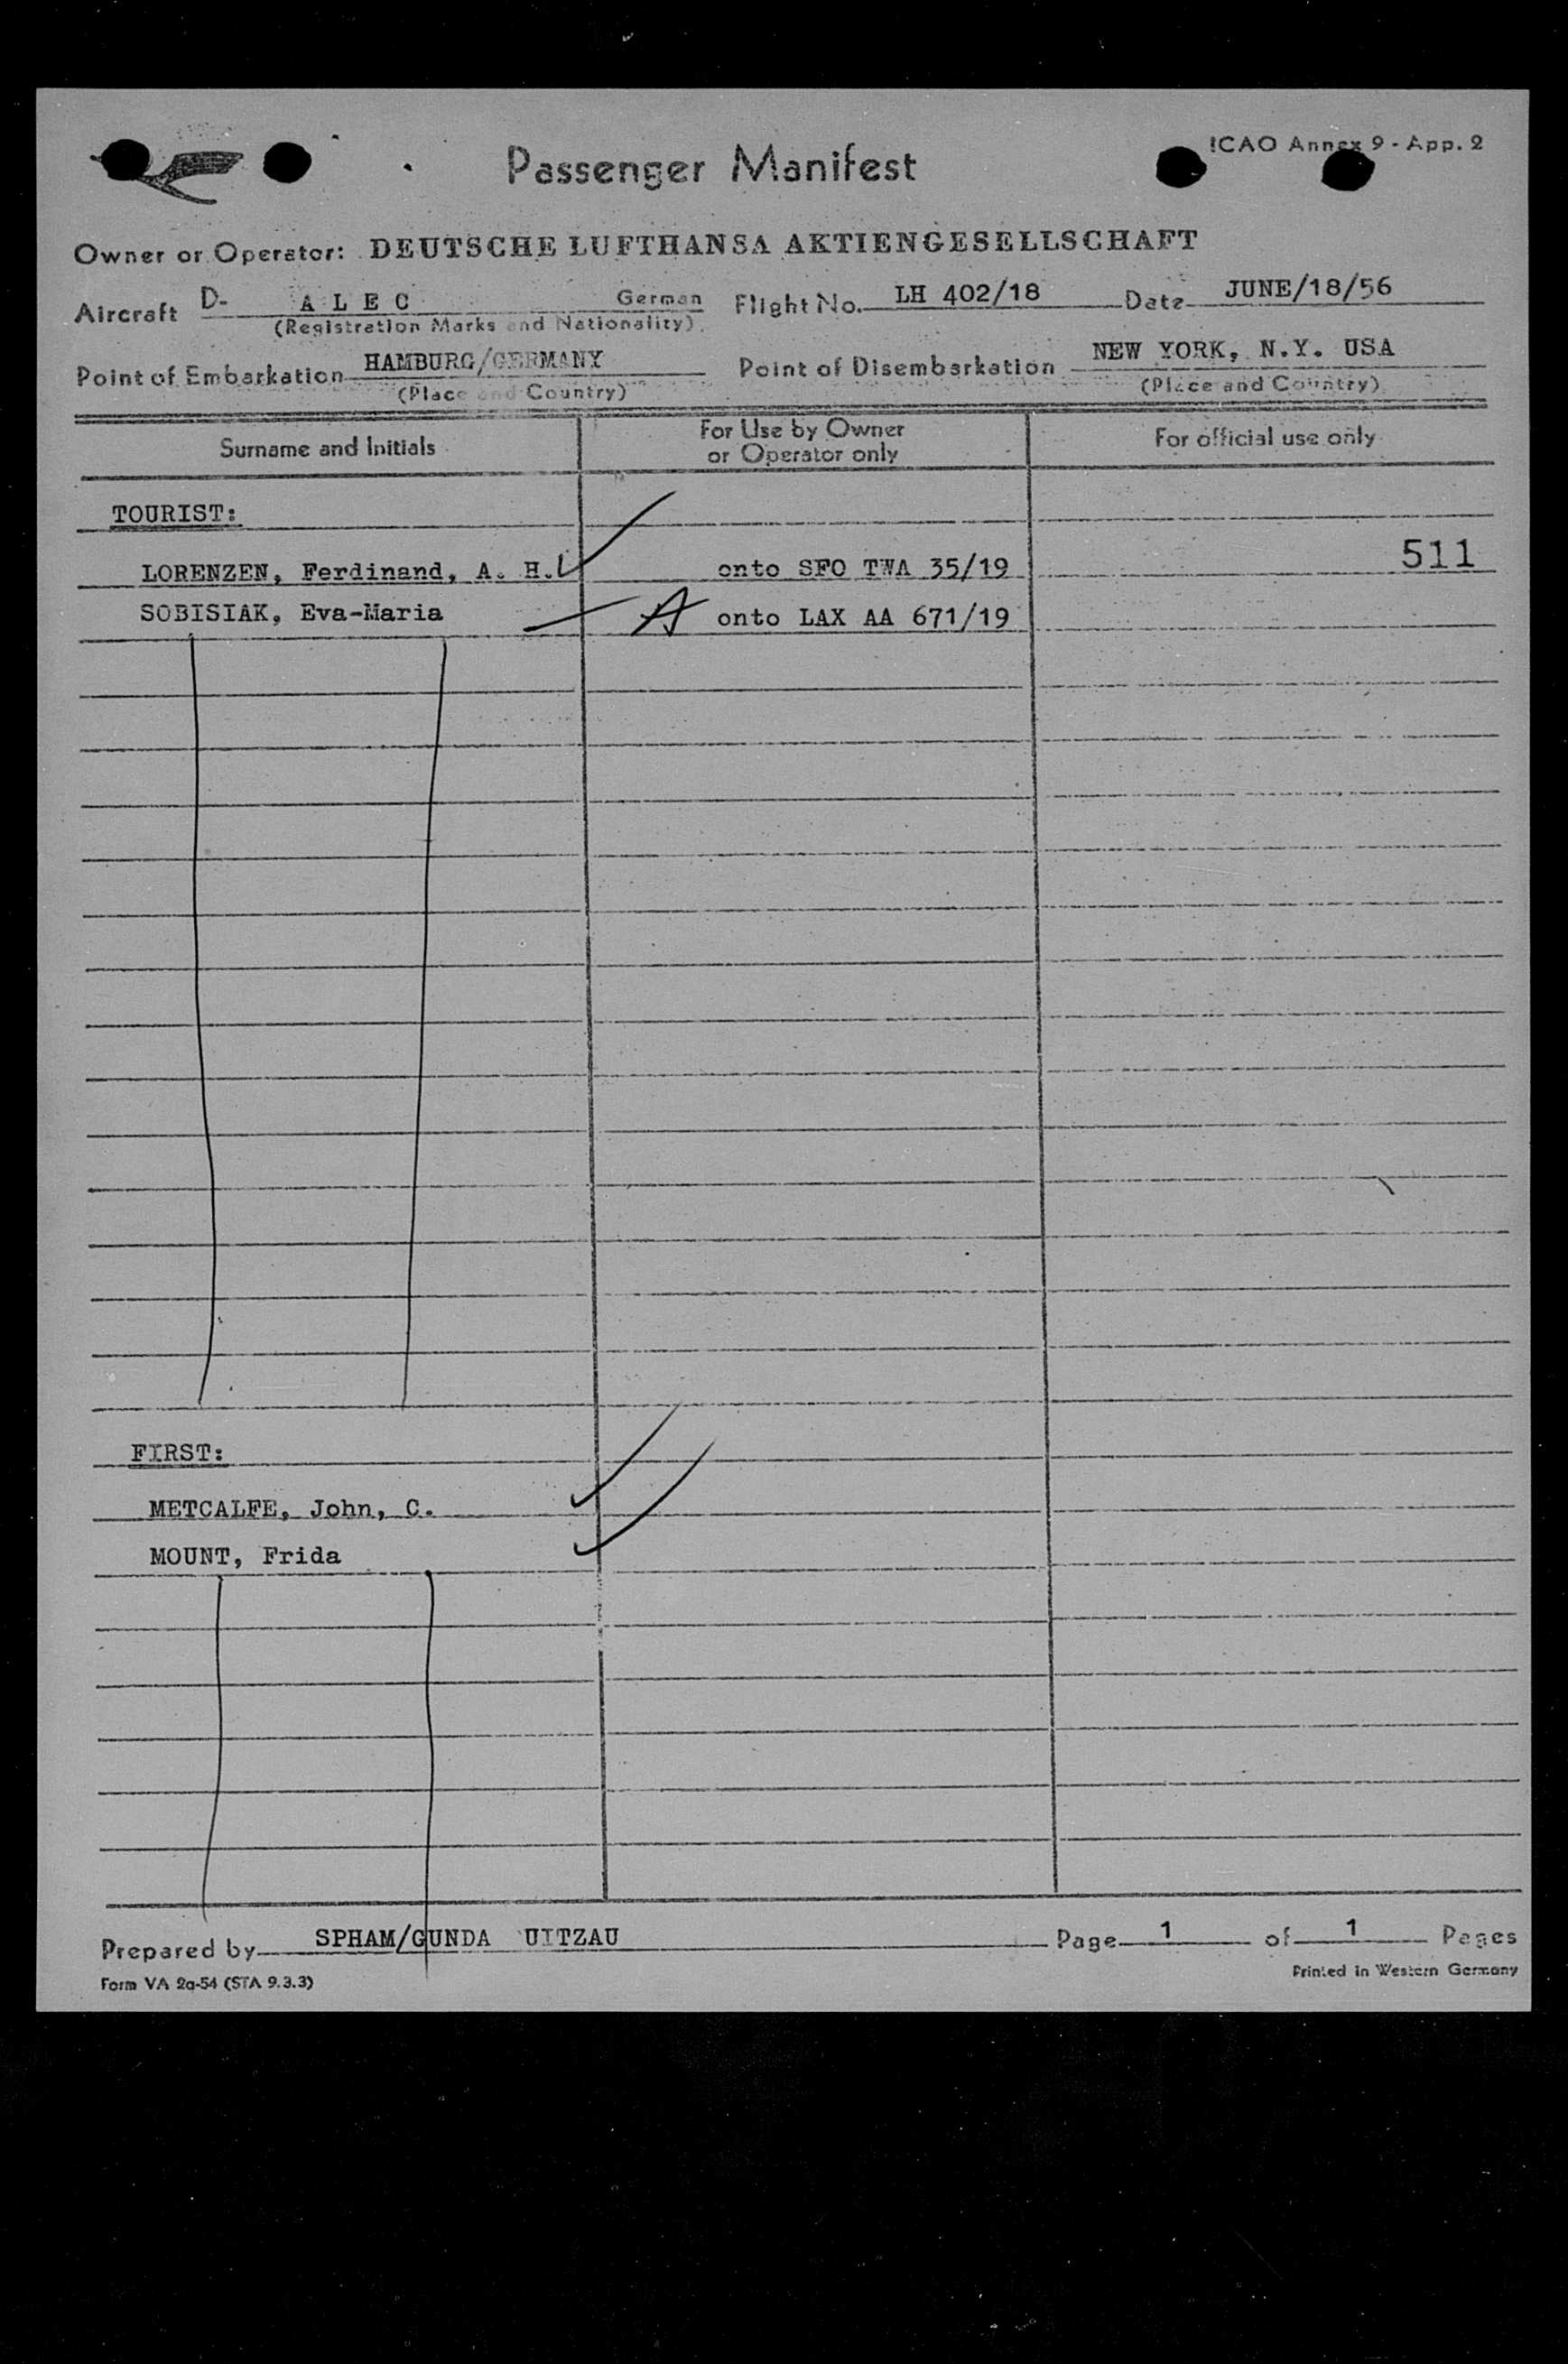 ICAO Annex 9 - App. 2
Passenger Manifest
Owner or Operator: DEUTSCHE LUFTHANSA AKTIENGESELLSCHAFT
Aircraft D- A L E C German Flight No. LH 402/18 Date JUNE/18/56
(Registration Marks and Nationality)
Point of Embarkation HAMBURG/GERMANY Point of Disembarkation NEW YORK, N.Y. USA
(Place and Country) (Place and Country)
Surname and Initials For Use by Owner or Operator only For official use only
TOURIST:
LORENZEN, Ferdinand, A. H. onto SFO TWA 35/19 511
SOBISIAK, Eva-Maria A onto LAX AA 671/19
FIRST:
METCALFE, John, C.
MOUNT, Frida
Prepared by SPHAM/GUNDA UITZAU Page 1 of 1 Pages
Form VA 2a-54 (STA 9.3.3) Printed in Western Germany